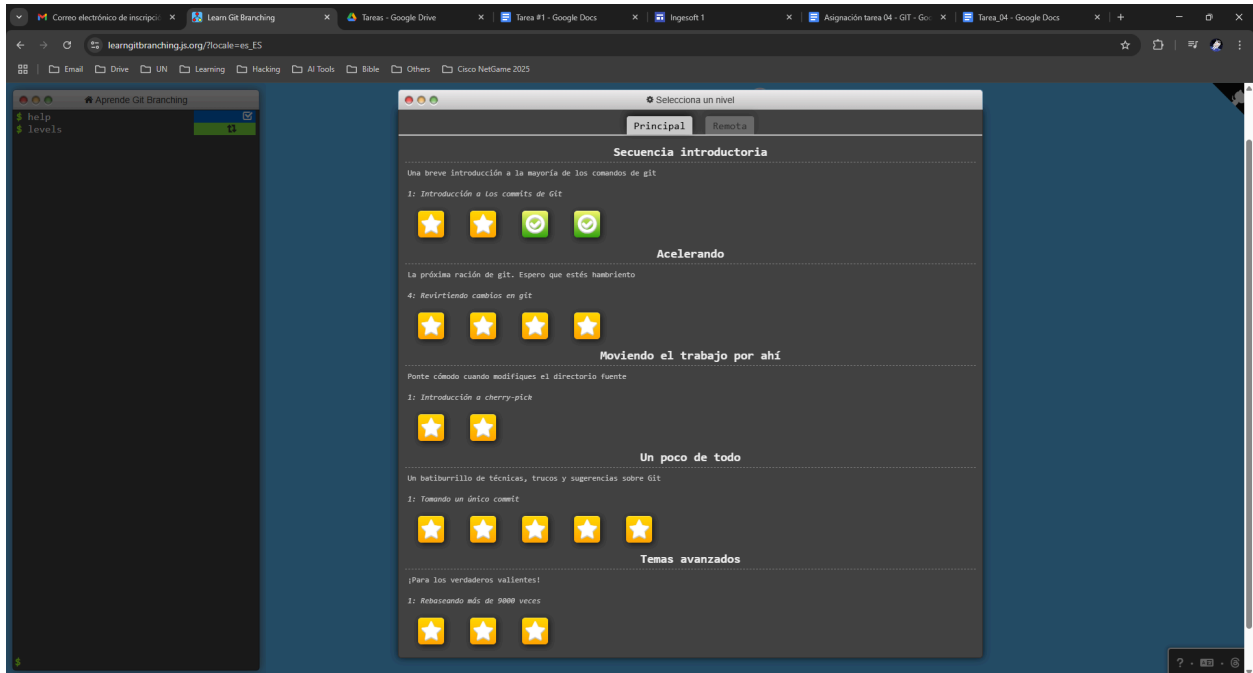 Correo electrónico de inscripció
Learn Git Branching
Tareas - Google Drive
Tarea #1 - Google Docs
Ingesoft 1
Asignación tarea 04 - GIT - Goo
Tarea_04 - Google Docs
learngitbranching.js.org/?locale=es_ES
Email
Drive
UN
Learning
Hacking
AI Tools
Bible
Others
Cisco NetGame 2025
Aprende Git Branching
$ help
$ levels
$
Selecciona un nivel
Principal
Remota
Secuencia introductoria
Una breve introducción a la mayoría de los comandos de git
1: Introducción a los commits de Git
Acelerando
La próxima ración de git. Espero que estés hambriento
4: Revirtiendo cambios en git
Moviendo el trabajo por ahí
Ponte cómodo cuando modifiques el directorio fuente
1: Introducción a cherry-pick
Un poco de todo
Un batiburrillo de técnicas, trucos y sugerencias sobre Git
1: Tomando un único commit
Temas avanzados
¡Para los verdaderos valientes!
1: Rebaseando más de 9000 veces